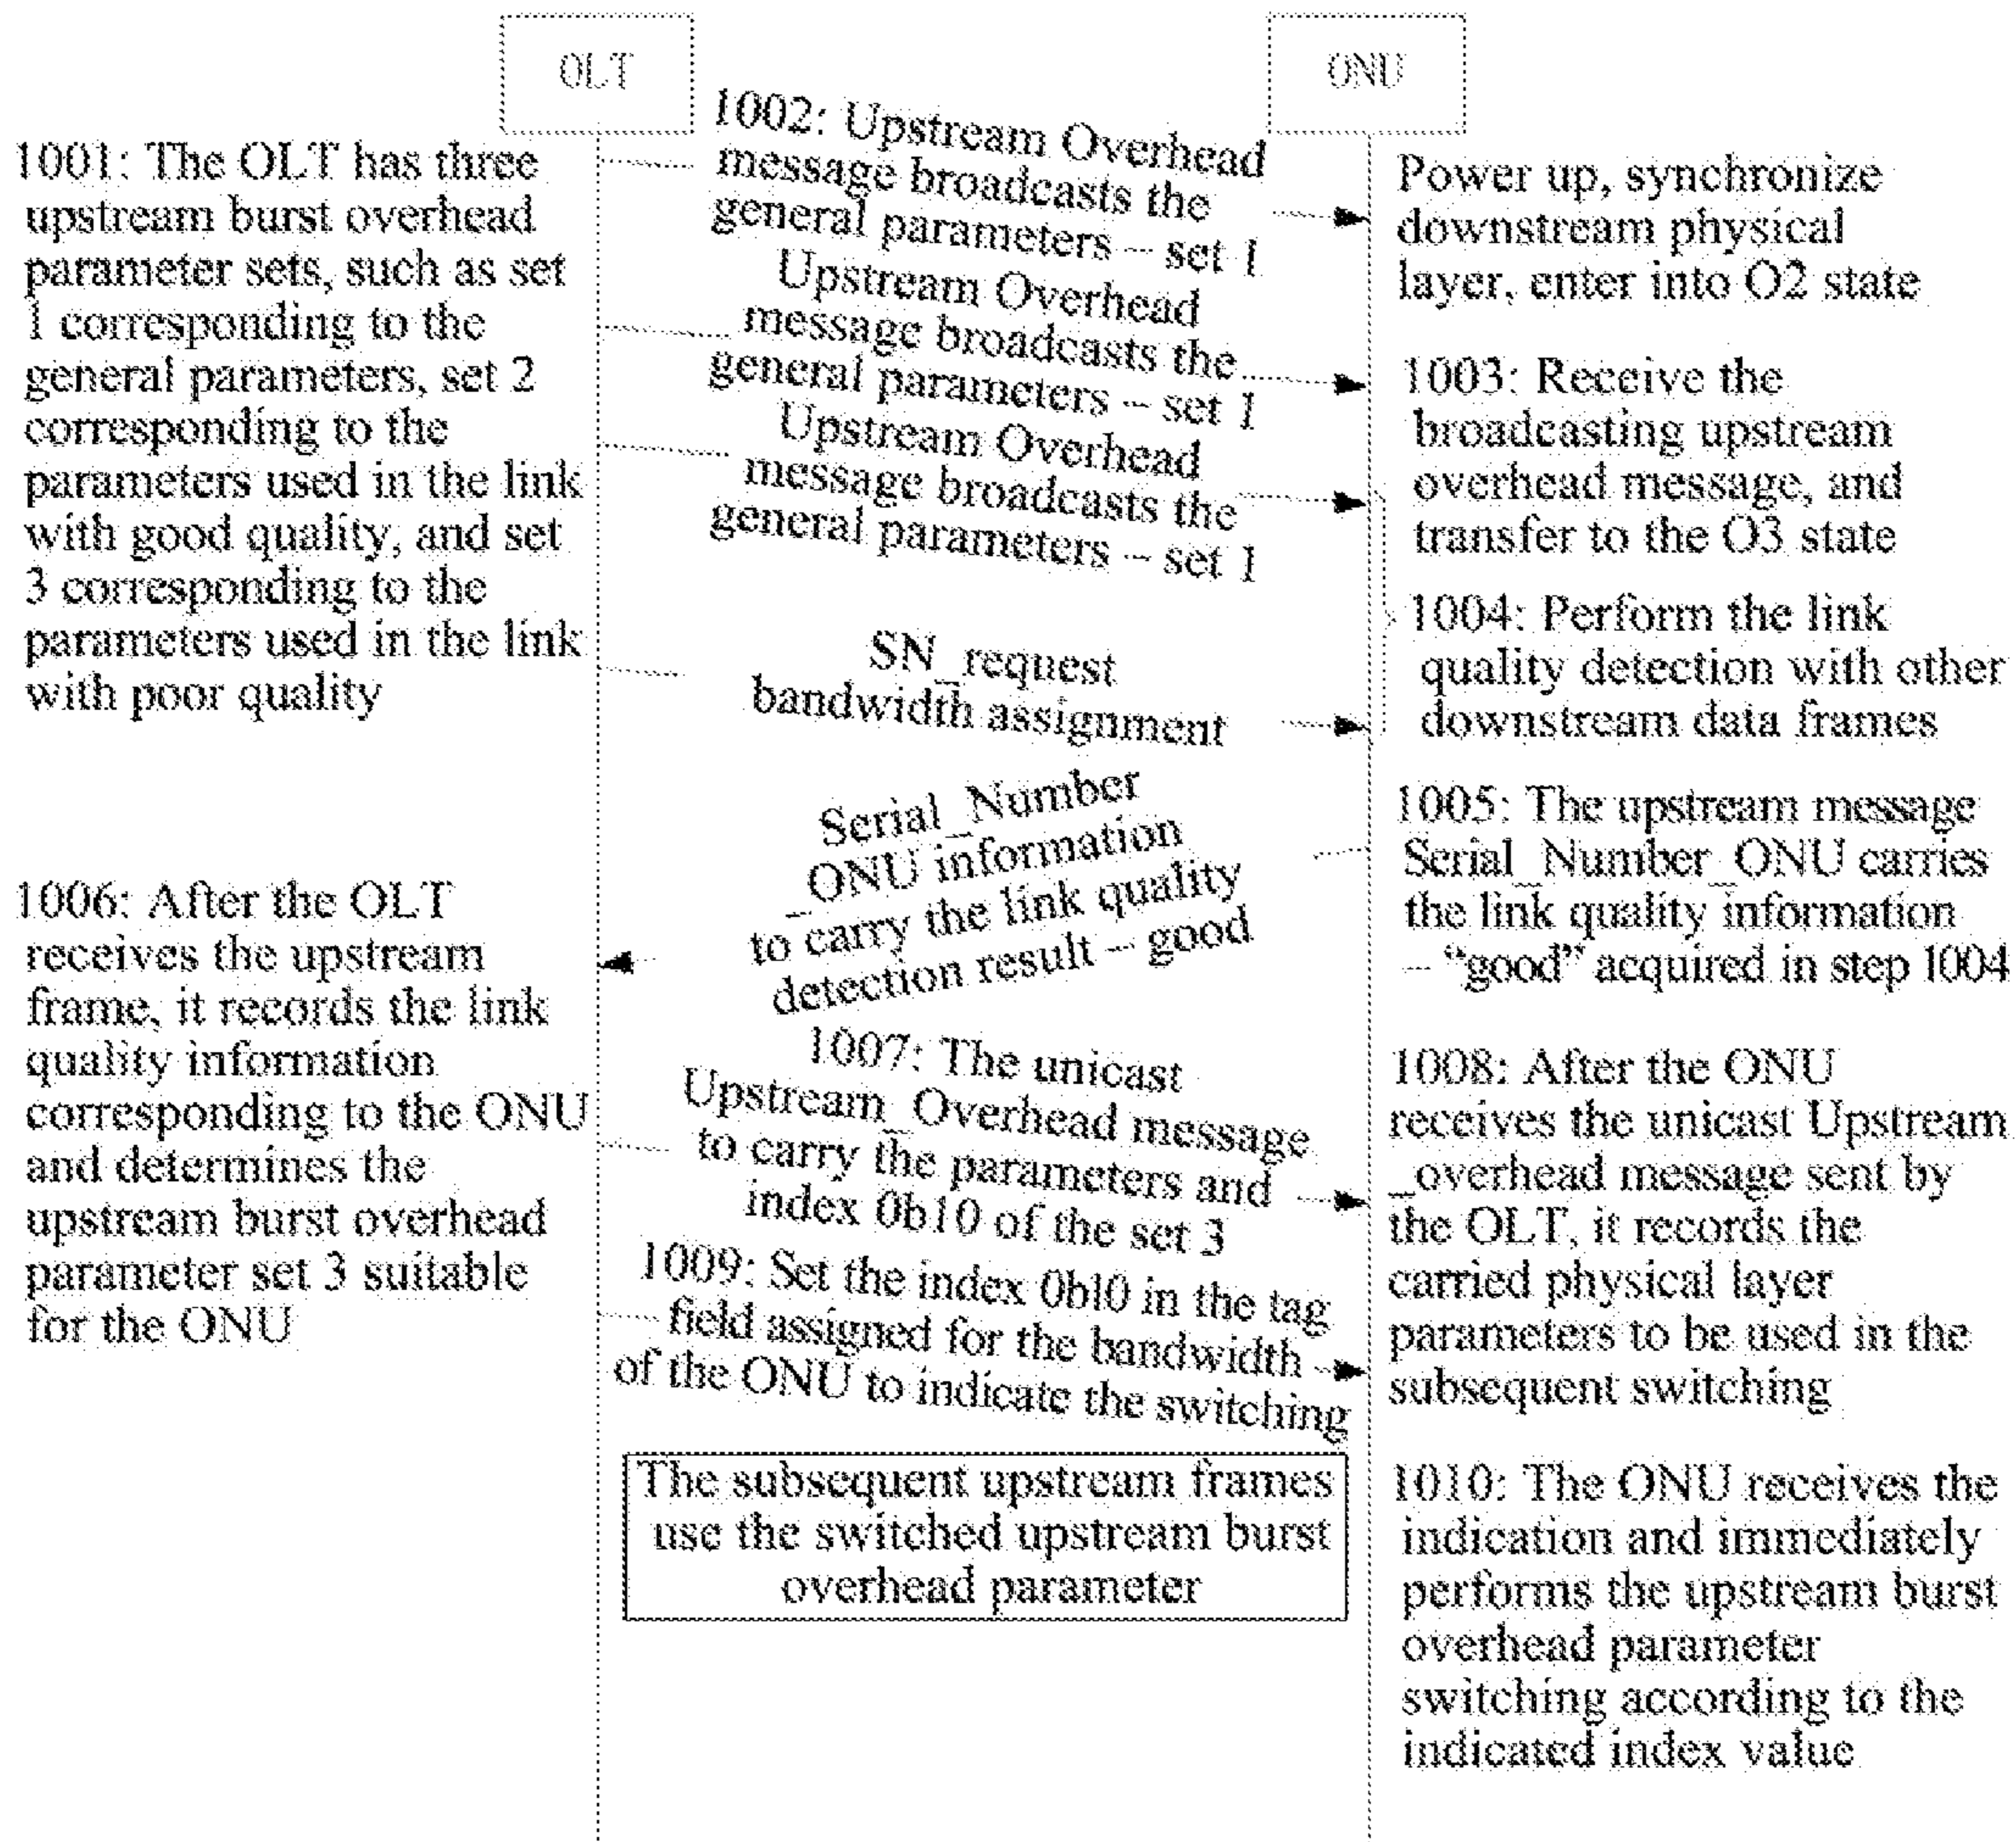 OLT
ONU
1001: The OLT has three
upstream burst overhead
parameter sets, such as set
1 corresponding to the
general parameters, set 2
corresponding to the
parameters used in the link
with good quality, and set
3 corresponding to the
parameters used in the link
with poor quality
1002: Upstream Overhead
message broadcasts the
general parameters – set 1
Upstream Overhead
message broadcasts the
general parameters – set 1
Upstream Overhead
message broadcasts the
general parameters – set 1
Power up, synchronize
downstream physical
layer, enter into O2 state
1003: Receive the
broadcasting upstream
overhead message, and
transfer to the O3 state
1004: Perform the link
quality detection with other
downstream data frames
SN_request
bandwidth assignment
1005: The upstream message
Serial_Number_ONU carries
the link quality information
– “good” acquired in step 1004
Serial_Number
_ONU information
to carry the link quality
detection result – good
1006: After the OLT
receives the upstream
frame, it records the link
quality information
corresponding to the ONU
and determines the
upstream burst overhead
parameter set 3 suitable
for the ONU
1007: The unicast
Upstream_Overhead message
to carry the parameters and
index 0b10 of the set 3
1008: After the ONU
receives the unicast Upstream
_overhead message sent by
the OLT, it records the
carried physical layer
parameters to be used in the
subsequent switching
1009: Set the index 0b10 in the tag
field assigned for the bandwidth
of the ONU to indicate the switching
The subsequent upstream frames
use the switched upstream burst
overhead parameter
1010: The ONU receives the
indication and immediately
performs the upstream burst
overhead parameter
switching according to the
indicated index value